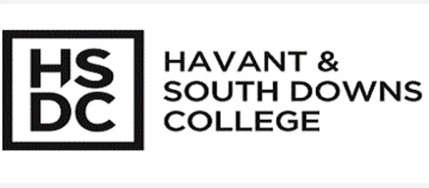 HS
DC
HAVANT &
SOUTH DOWNS
COLLEGE